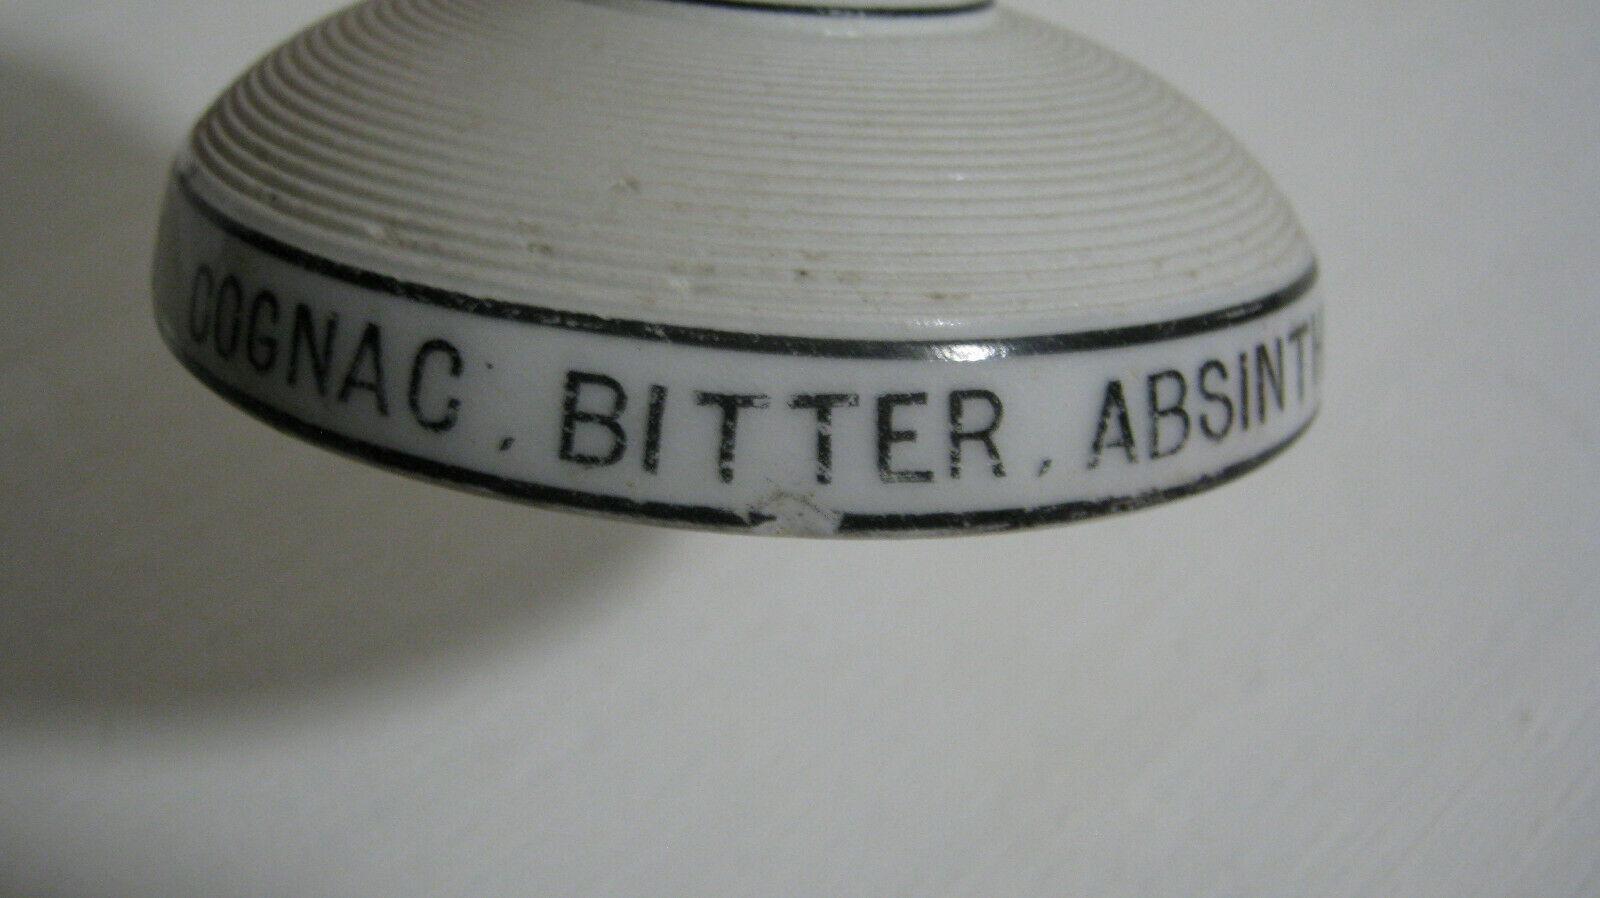 COGNAC, BITTER, ABSINTH